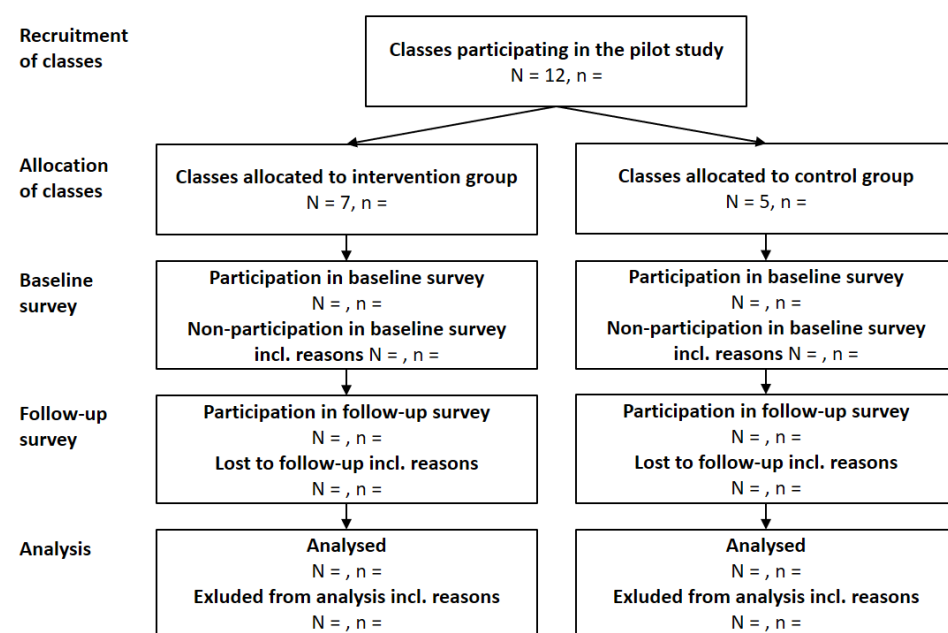 Recruitment
of classes
Classes participating in the pilot study
N = 12, n =
Allocation
of classes
Classes allocated to intervention group
N = 7, n =
Classes allocated to control group
N = 5, n =
Baseline
survey
Participation in baseline survey
N = , n =
Non-participation in baseline survey
incl. reasons N = , n =
Participation in baseline survey
N = , n =
Non-participation in baseline survey
incl. reasons N = , n =
Follow-up
survey
Participation in follow-up survey
N = , n =
Lost to follow-up incl. reasons
N = , n =
Participation in follow-up survey
N = , n =
Lost to follow-up incl. reasons
N = , n =
Analysis
Analysed
N = , n =
Exluded from analysis incl. reasons
N = , n =
Analysed
N = , n =
Exluded from analysis incl. reasons
N = , n =